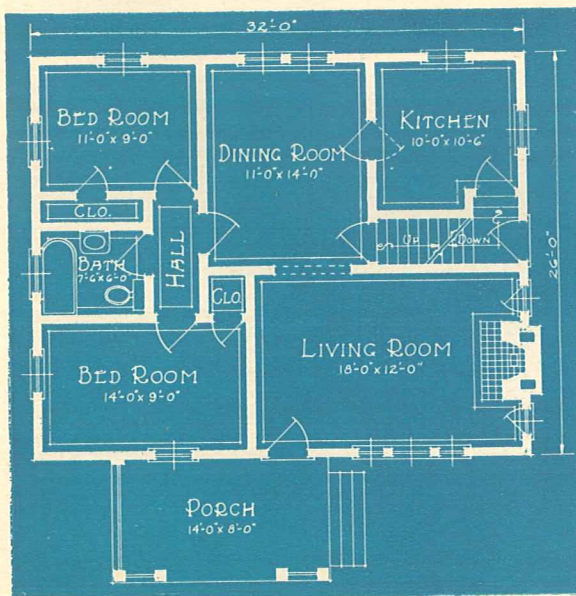 32'-0"
BED ROOM
11'-0" x 9'-0"
KITCHEN
10'-0" x 10'-6"
DINING ROOM
11'-0" x 14'-0"
CLO.
UP
DOWN
26'-0"
BATH
7'-6" x 6'-0"
HALL
CLO.
LIVING ROOM
18'-0" x 12'-0"
BED ROOM
14'-0" x 9'-0"
PORCH
14'-0" x 8'-0"